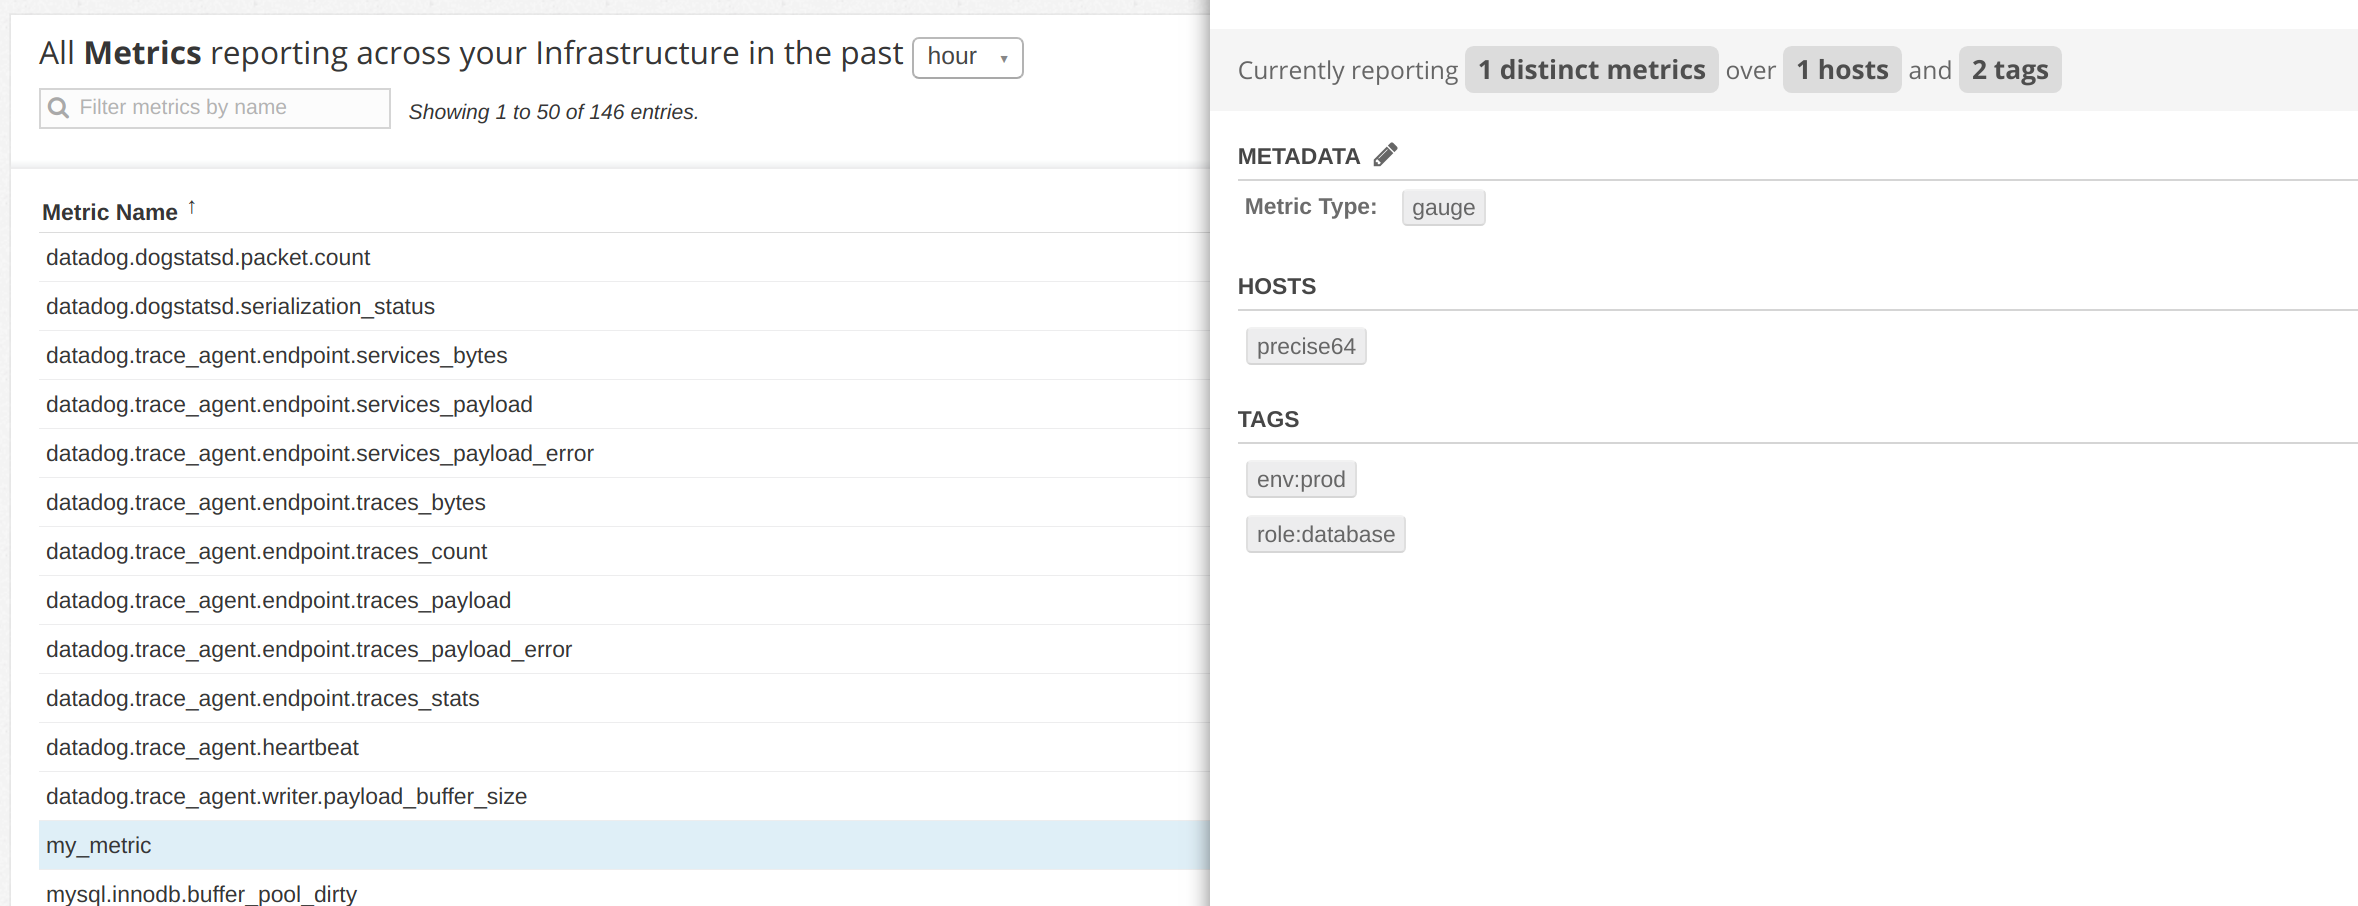 All Metrics reporting across your Infrastructure in the past hour
Filter metrics by name
Showing 1 to 50 of 146 entries.
Metric Name ↑
datadog.dogstatsd.packet.count
datadog.dogstatsd.serialization_status
datadog.trace_agent.endpoint.services_bytes
datadog.trace_agent.endpoint.services_payload
datadog.trace_agent.endpoint.services_payload_error
datadog.trace_agent.endpoint.traces_bytes
datadog.trace_agent.endpoint.traces_count
datadog.trace_agent.endpoint.traces_payload
datadog.trace_agent.endpoint.traces_payload_error
datadog.trace_agent.endpoint.traces_stats
datadog.trace_agent.heartbeat
datadog.trace_agent.writer.payload_buffer_size
my_metric
mysql.innodb.buffer_pool_dirty
Currently reporting 1 distinct metrics over 1 hosts and 2 tags
METADATA
Metric Type: gauge
HOSTS
precise64
TAGS
env:prod
role:database